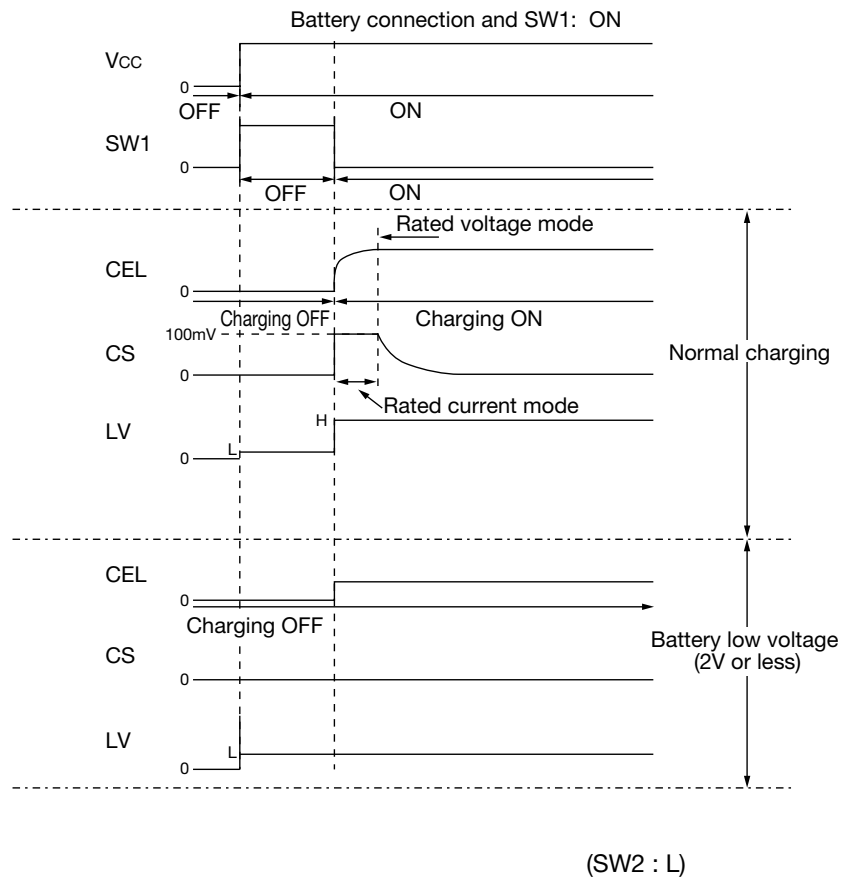 Battery connection and SW1: ON
Vcc
0
OFF
ON
SW1
0
OFF
ON
Rated voltage mode
CEL
0
Charging OFF
Charging ON
100mV
CS
0
Normal charging
Rated current mode
LV
H
L
0
CEL
0
Charging OFF
Battery low voltage
(2V or less)
CS
0
LV
L
0
(SW2 : L)